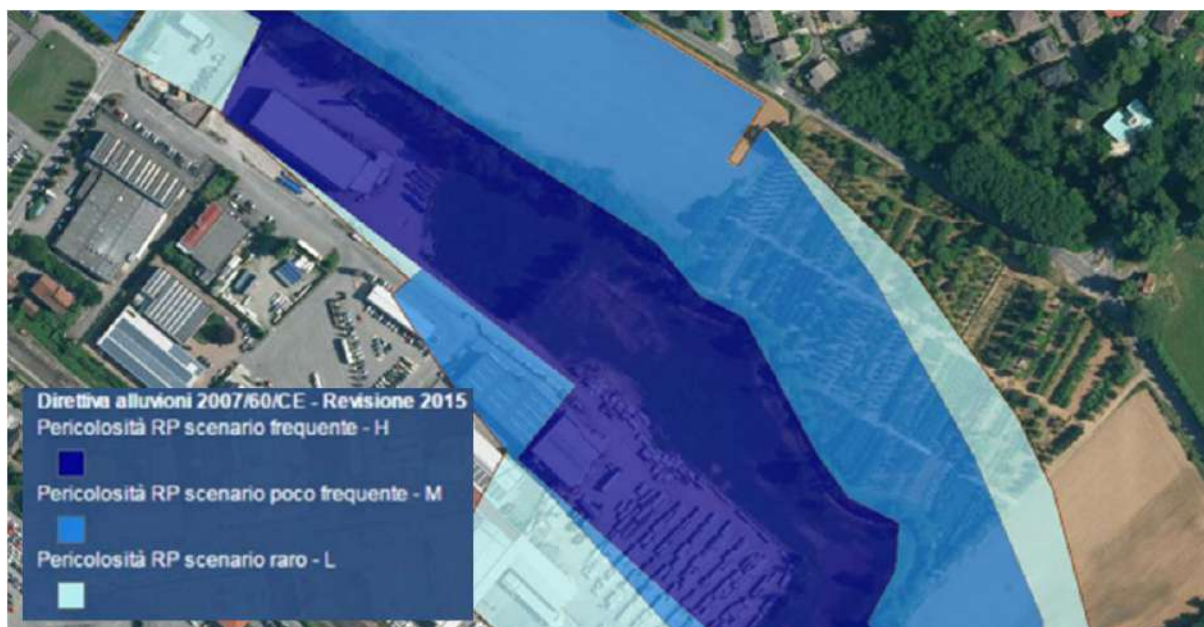 Direttiva alluvioni 2007/60/CE - Revisione 2015
Pericolosità RP scenario frequente - H
Pericolosità RP scenario poco frequente - M
Pericolosità RP scenario raro - L